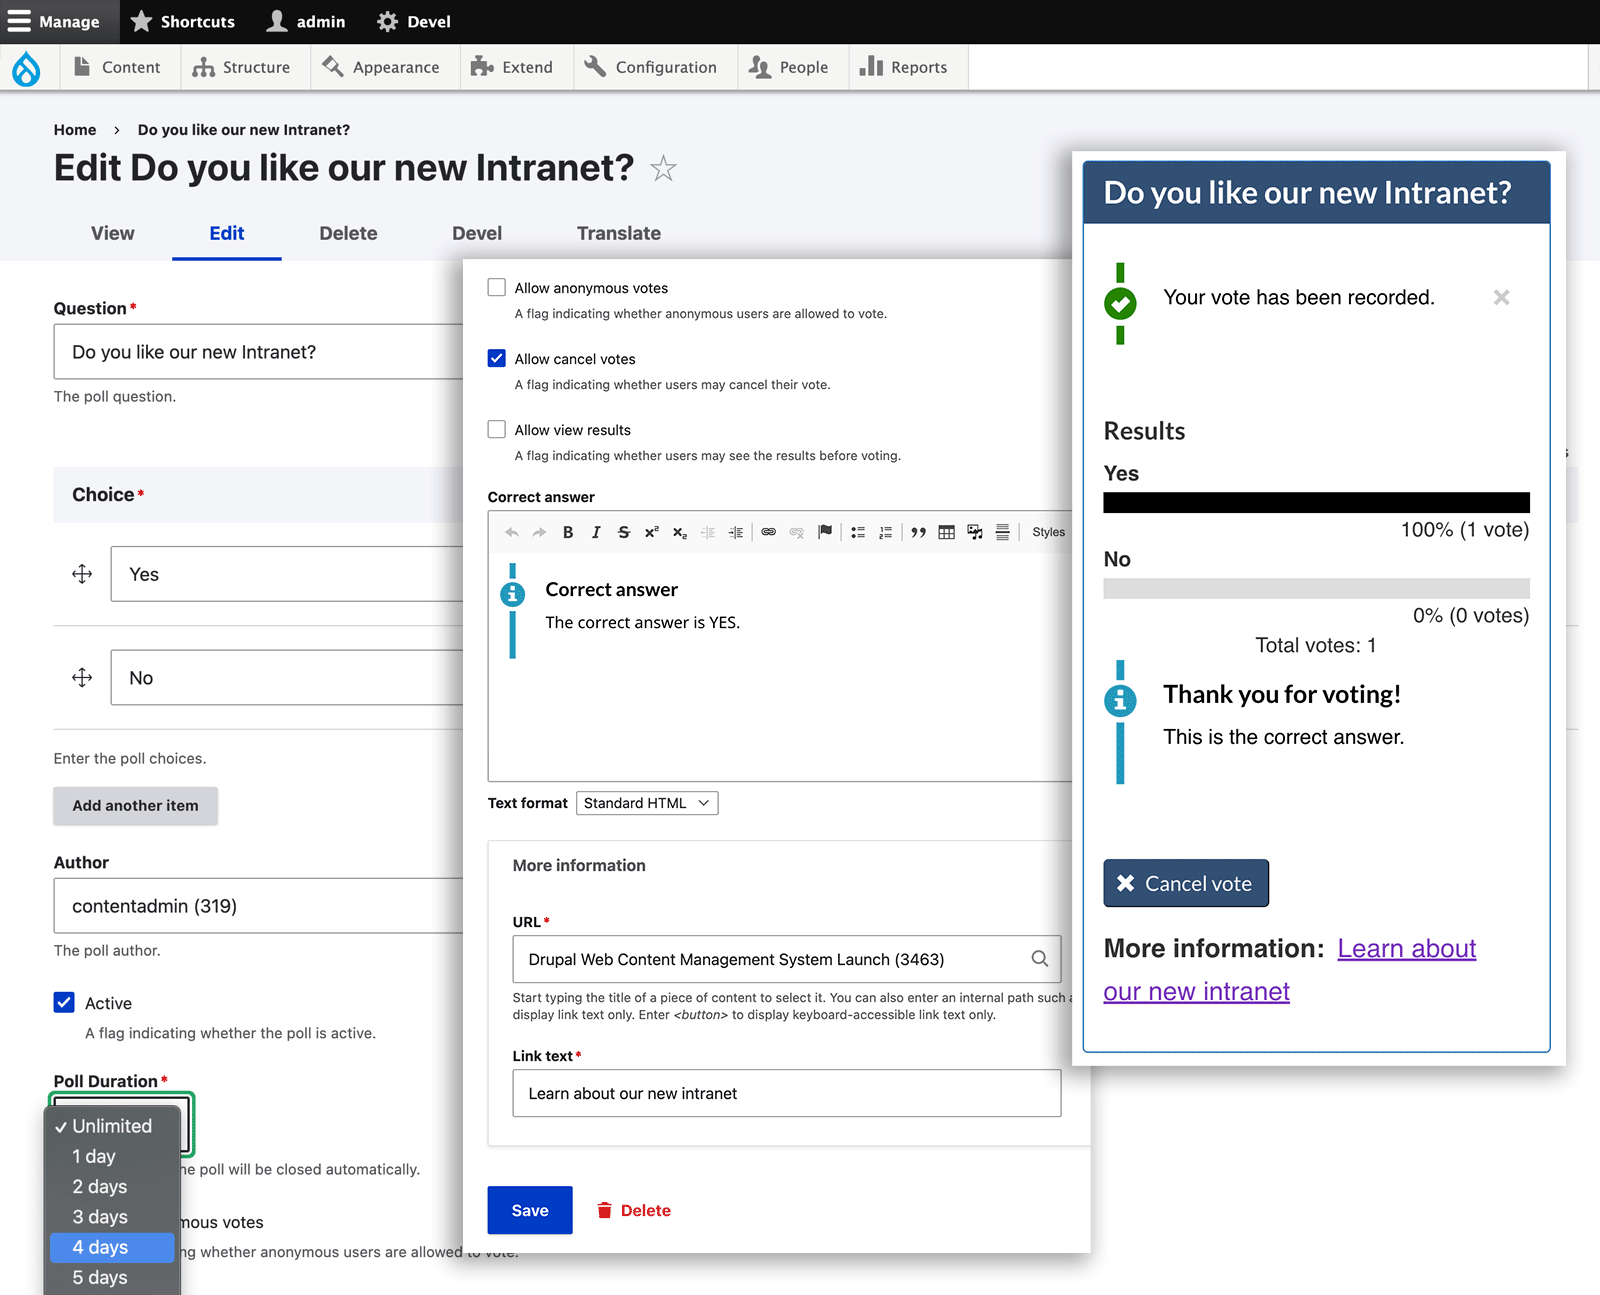 Manage
Shortcuts
admin
Devel
Content
Structure
Appearance
Extend
Configuration
People
Reports
Home › Do you like our new Intranet?
Edit Do you like our new Intranet?
View
Edit
Delete
Devel
Translate
Question*
Do you like our new Intranet?
The poll question.
Choice*
Yes
No
Enter the poll choices.
Add another item
Author
contentadmin (319)
The poll author.
Active
A flag indicating whether the poll is active.
Poll Duration*
Unlimited
1 day
2 days
3 days
4 days
5 days
poll will be closed automatically.
votes
whether anonymous users are allowed to vote.
Allow anonymous votes
A flag indicating whether anonymous users are allowed to vote.
Allow cancel votes
A flag indicating whether users may cancel their vote.
Allow view results
A flag indicating whether users may see the results before voting.
Correct answer
B I S x² x₂ Styles
Correct answer
The correct answer is YES.
Text format Standard HTML
More information
URL*
Drupal Web Content Management System Launch (3463)
Start typing the title of a piece of content to select it. You can also enter an internal path such a
display link text only. Enter <button> to display keyboard-accessible link text only.
Link text*
Learn about our new intranet
Save
Delete
Do you like our new Intranet?
Your vote has been recorded.
Results
Yes
100% (1 vote)
No
0% (0 votes)
Total votes: 1
Thank you for voting!
This is the correct answer.
Cancel vote
More information: Learn about
our new intranet